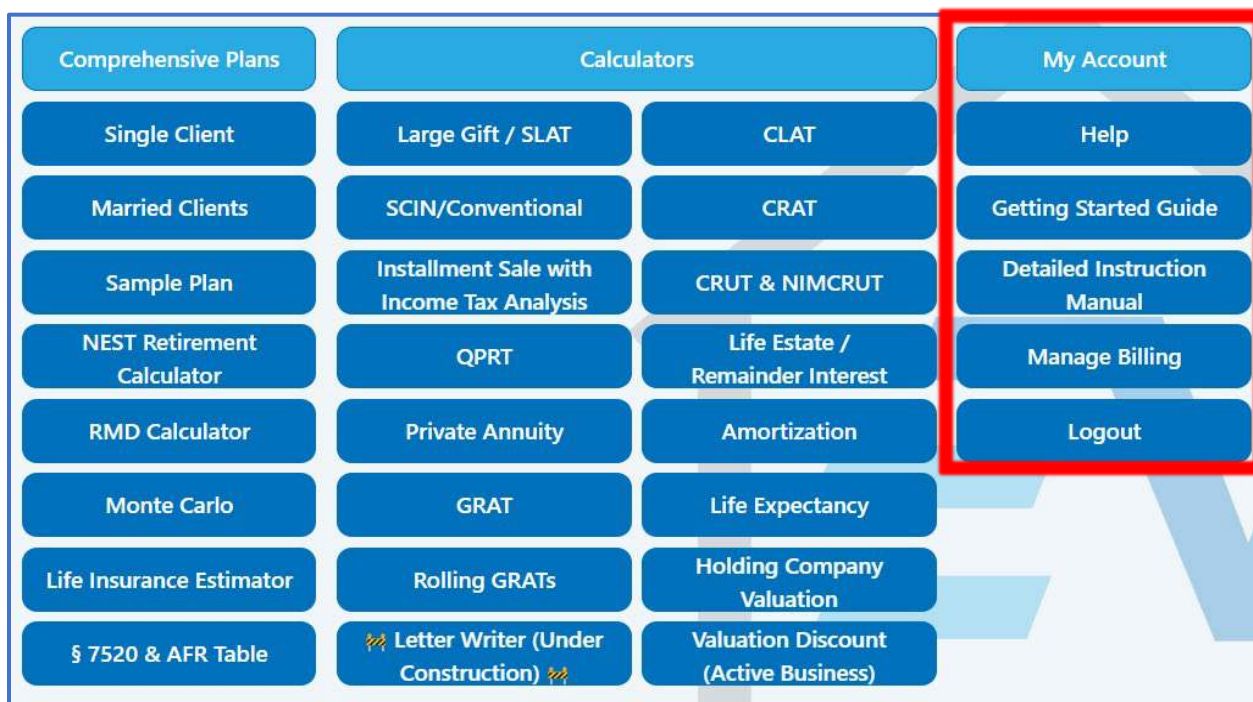 Comprehensive Plans
Calculators
My Account
Single Client
Large Gift / SLAT
CLAT
Help
Married Clients
SCIN/Conventional
CRAT
Getting Started Guide
Sample Plan
Installment Sale with
Income Tax Analysis
CRUT & NIMCRUT
Detailed Instruction
Manual
NEST Retirement
Calculator
QPRT
Life Estate /
Remainder Interest
Manage Billing
RMD Calculator
Private Annuity
Amortization
Logout
Monte Carlo
GRAT
Life Expectancy
Life Insurance Estimator
Rolling GRATs
Holding Company
Valuation
§ 7520 & AFR Table
🚧 Letter Writer (Under
Construction) 🚧
Valuation Discount
(Active Business)